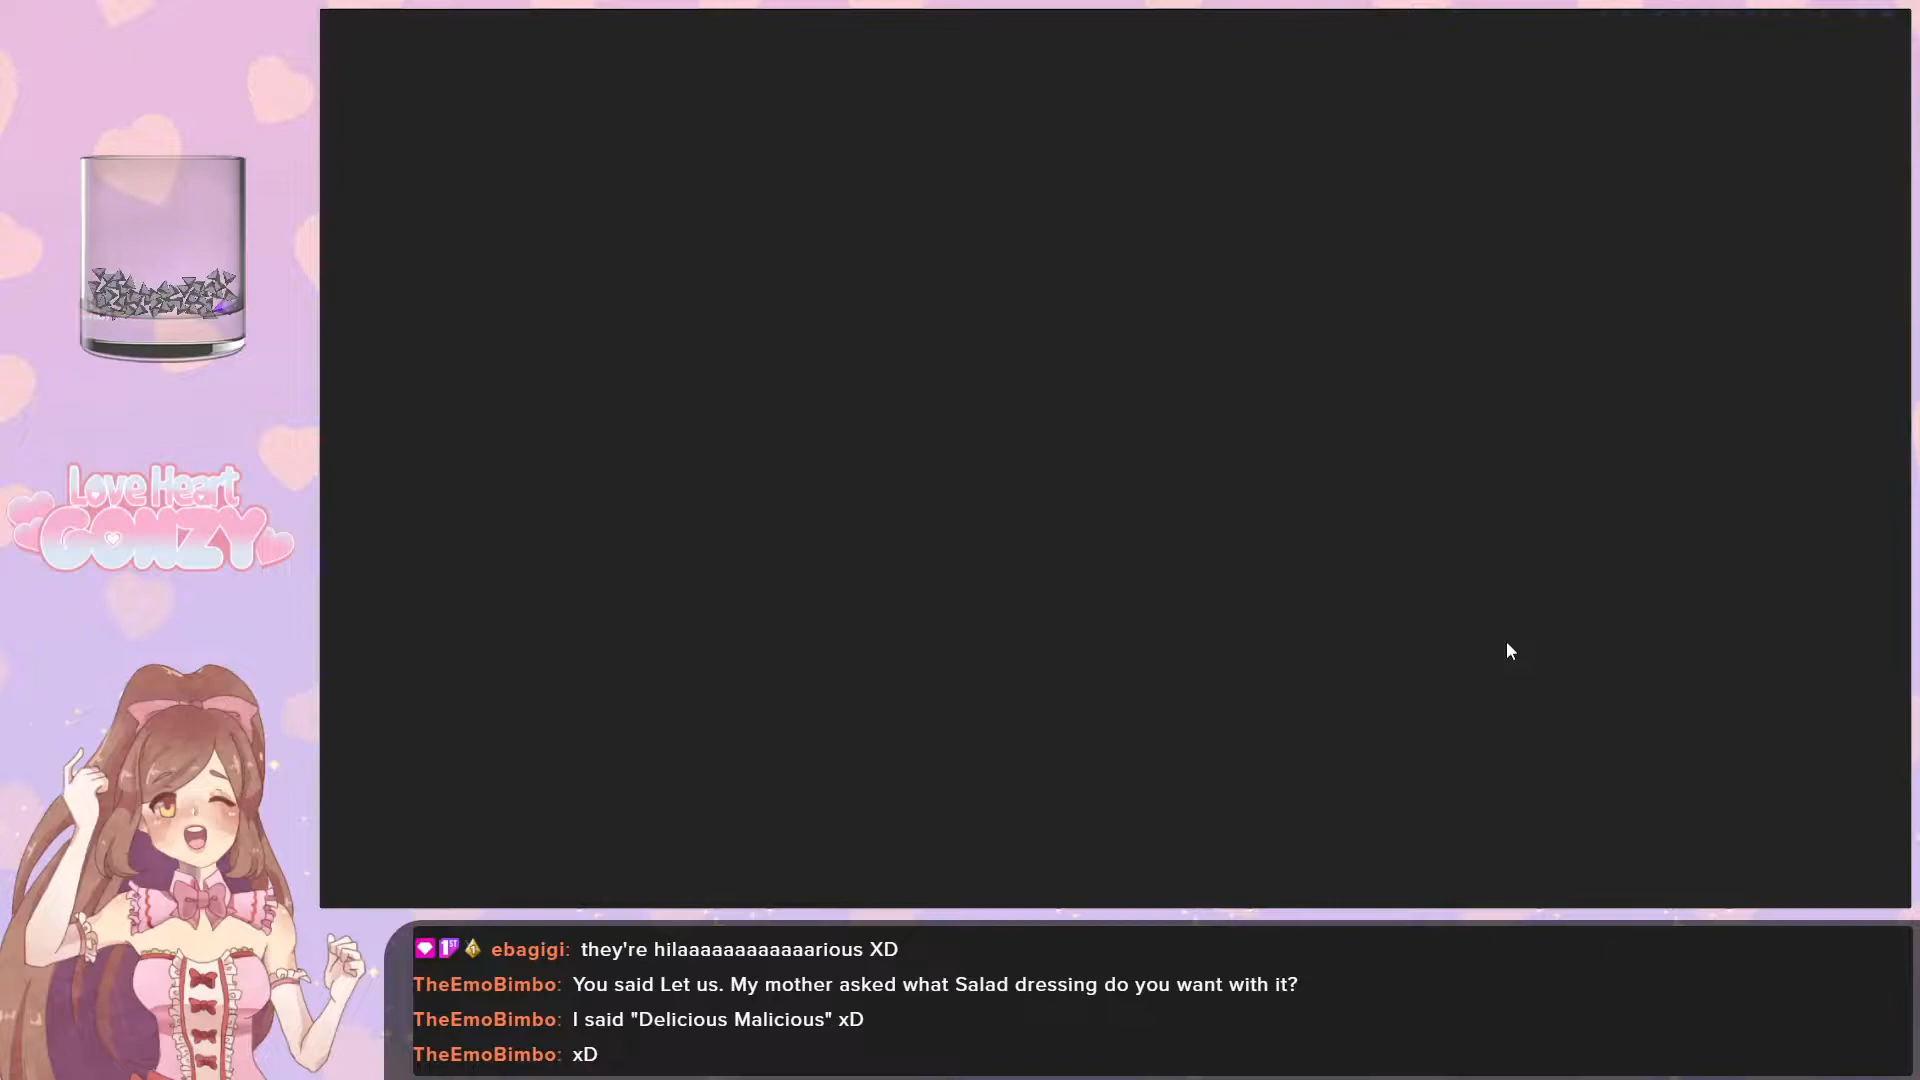 Love Heart
GONZY
1ST
ebagigi: they're hilaaaaaaaaaaaarious XD
TheEmoBimbo: You said Let us. My mother asked what Salad dressing do you want with it?
TheEmoBimbo: I said "Delicious Malicious" xD
TheEmoBimbo: xD